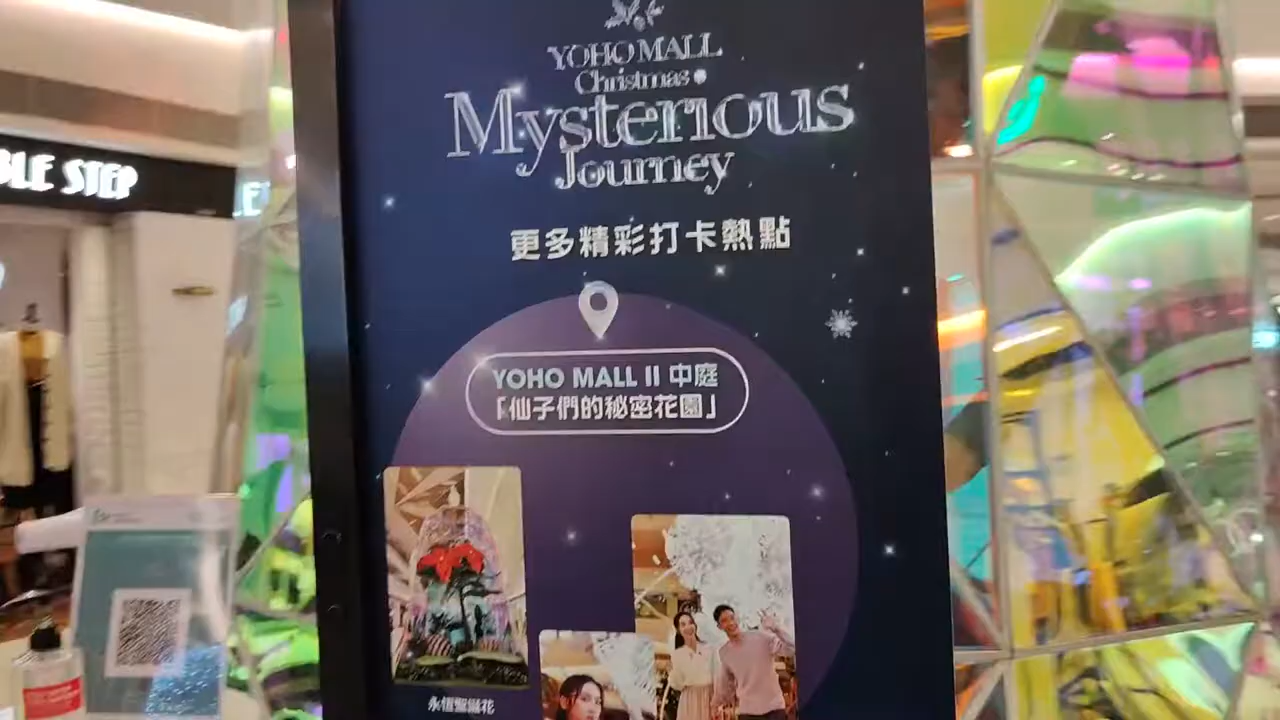 YOHO MALL
Christmas
Mysterious
Journey
更多精彩打卡熱點
YOHO MALL II 中庭
「仙子們的秘密花園」
永恆聖誕花
BLE STEP